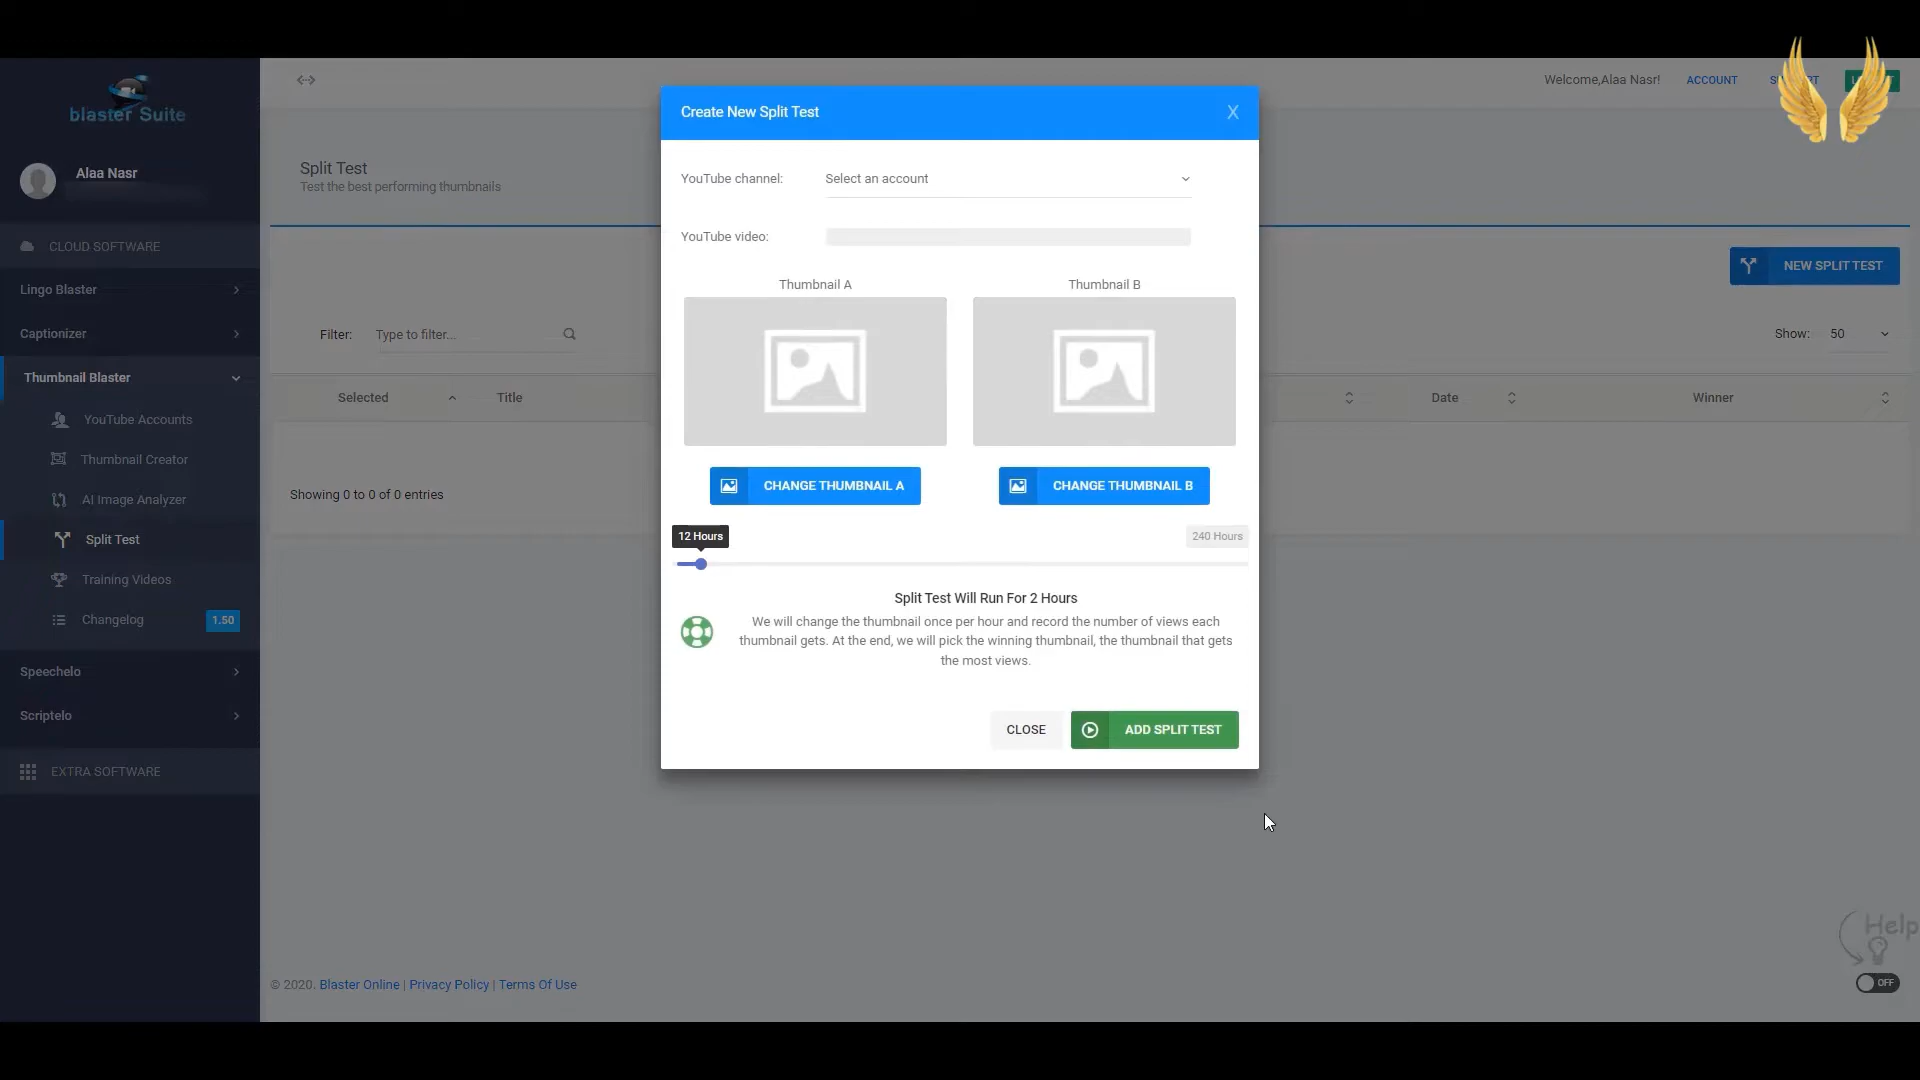 blaster Suite
Alaa Nasr
CLOUD SOFTWARE
Lingo Blaster
Captionizer
Thumbnail Blaster
YouTube Accounts
Thumbnail Creator
AI Image Analyzer
Split Test
Training Videos
Changelog 1.50
Speechelo
Scriptelo
EXTRA SOFTWARE
Welcome,Alaa Nasr! ACCOUNT
Split Test
Test the best performing thumbnails
NEW SPLIT TEST
Filter: Type to filter...
Show: 50
Selected Title Date Winner
Showing 0 to 0 of 0 entries
Create New Split Test X
YouTube channel: Select an account
YouTube video:
Thumbnail A Thumbnail B
CHANGE THUMBNAIL A CHANGE THUMBNAIL B
12 Hours 240 Hours
Split Test Will Run For 2 Hours
We will change the thumbnail once per hour and record the number of views each
thumbnail gets. At the end, we will pick the winning thumbnail, the thumbnail that gets
the most views.
CLOSE ADD SPLIT TEST
Help
OFF
© 2020. Blaster Online | Privacy Policy | Terms Of Use